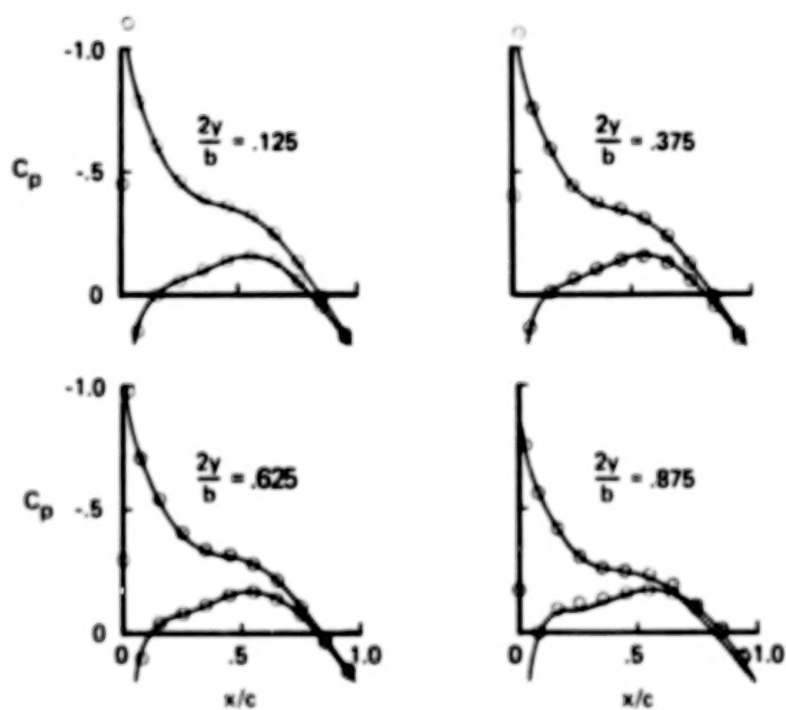 -1.0
-.5
Cp
0
2y/b = .125
2y/b = .375
-1.0
-.5
Cp
0
2y/b = .625
2y/b = .875
0 .5 1.0
x/c
0 .5 1.0
x/c